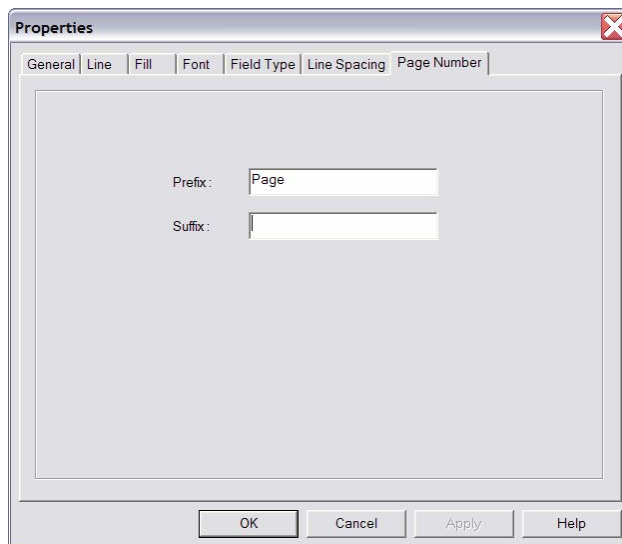 Properties
General Line Fill Font Field Type Line Spacing Page Number
Prefix: Page
Suffix:
OK Cancel Apply Help